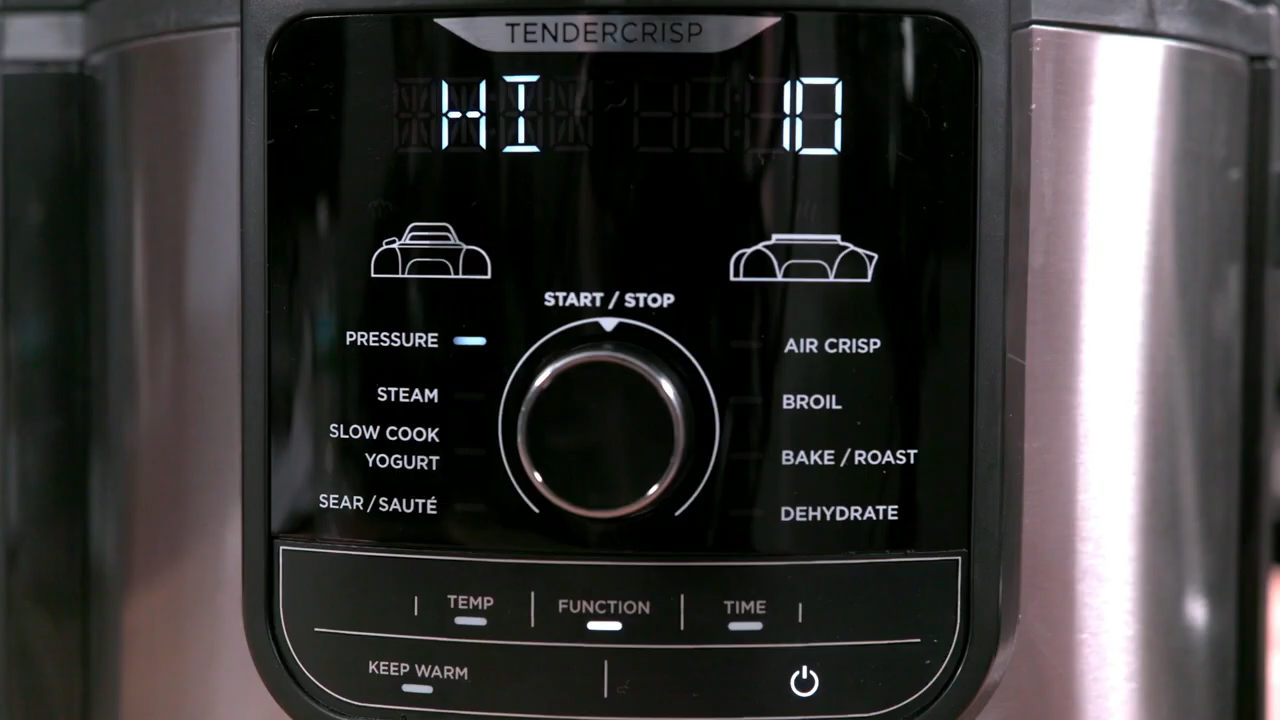 TENDERCRISP
HI 10
START / STOP
PRESSURE
STEAM
SLOW COOK
YOGURT
SEAR / SAUTÉ
AIR CRISP
BROIL
BAKE / ROAST
DEHYDRATE
TEMP FUNCTION TIME
KEEP WARM